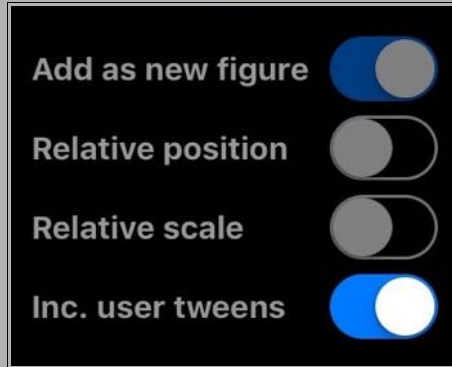 Add as new figure
Relative position
Relative scale
Inc. user tweens